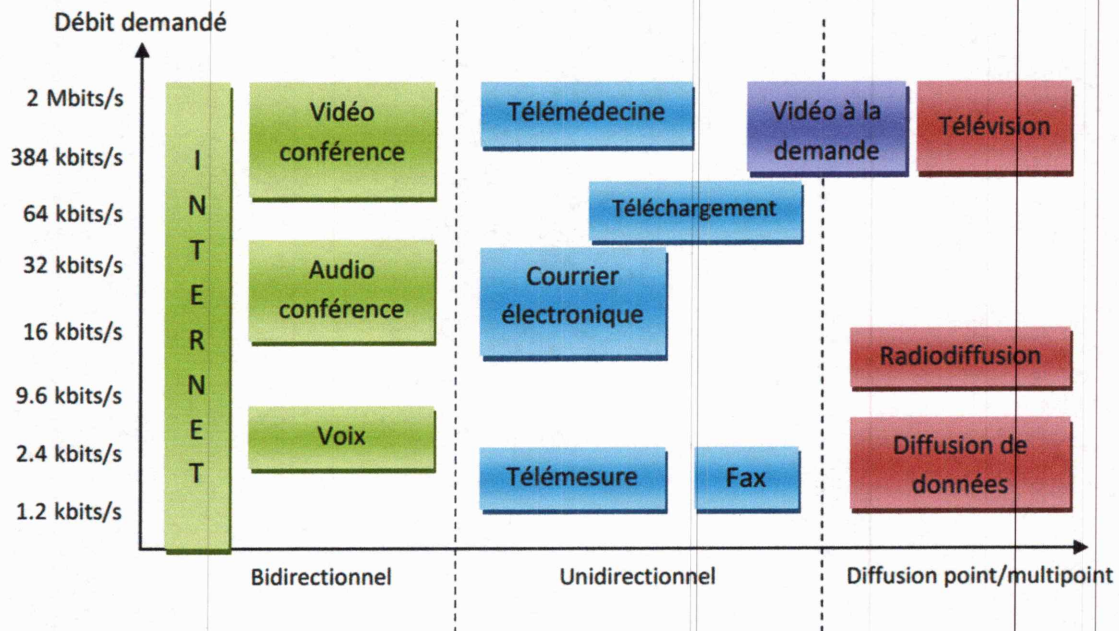 Débit demandé
2 Mbits/s
384 kbits/s
64 kbits/s
32 kbits/s
16 kbits/s
9.6 kbits/s
2.4 kbits/s
1.2 kbits/s
I
N
T
E
R
N
E
T
Vidéo
conférence
Audio
conférence
Voix
Télémédecine
Téléchargement
Courrier
électronique
Télémesure
Fax
Vidéo à la
demande
Télévision
Radiodiffusion
Diffusion de
données
Bidirectionnel
Unidirectionnel
Diffusion point/multipoint